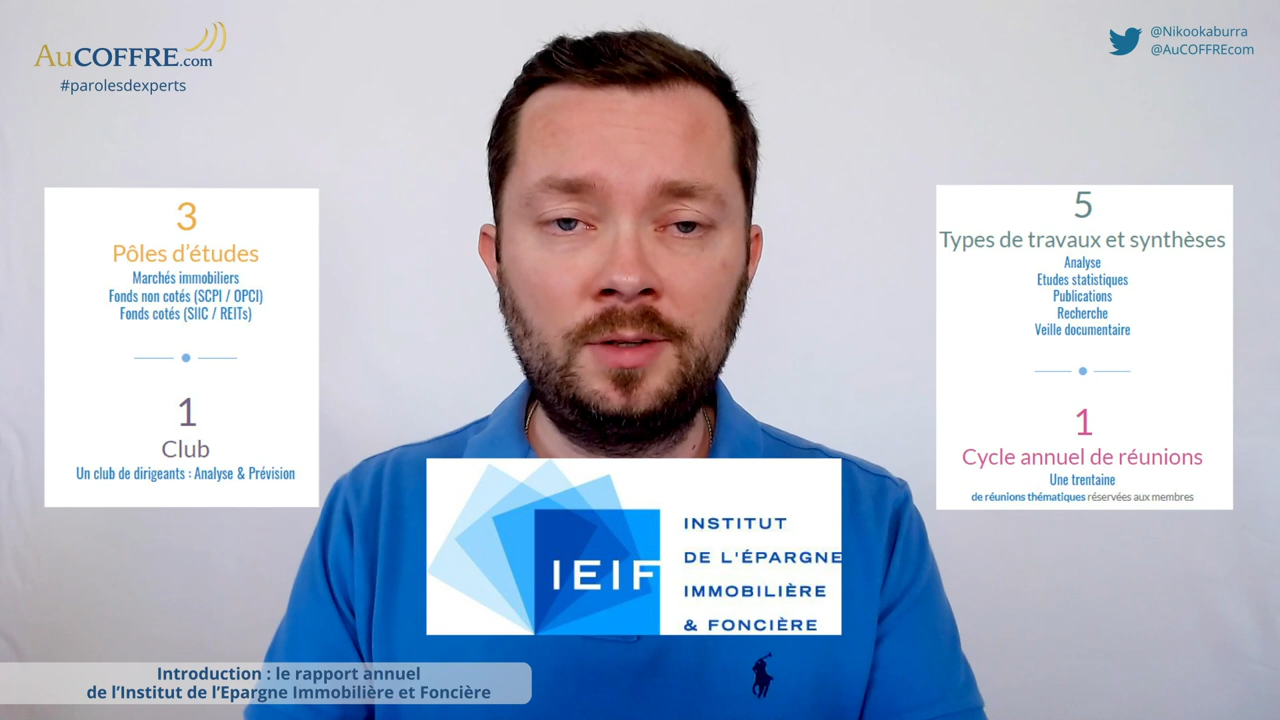 AuCOFFRE.com
#parolesdexperts
@Nikookaburra
@AuCOFFREcom
3
Pôles d'études
Marchés immobiliers
Fonds non cotés (SCPI / OPCI)
Fonds cotés (SIIC / REITs)
1
Club
Un club de dirigeants : Analyse & Prévision
5
Types de travaux et synthèses
Analyse
Etudes statistiques
Publications
Recherche
Veille documentaire
1
Cycle annuel de réunions
Une trentaine
de réunions thématiques réservées aux membres
IEIF
INSTITUT
DE L'ÉPARGNE
IMMOBILIÈRE
& FONCIÈRE
Introduction : le rapport annuel
de l'Institut de l'Epargne Immobilière et Foncière